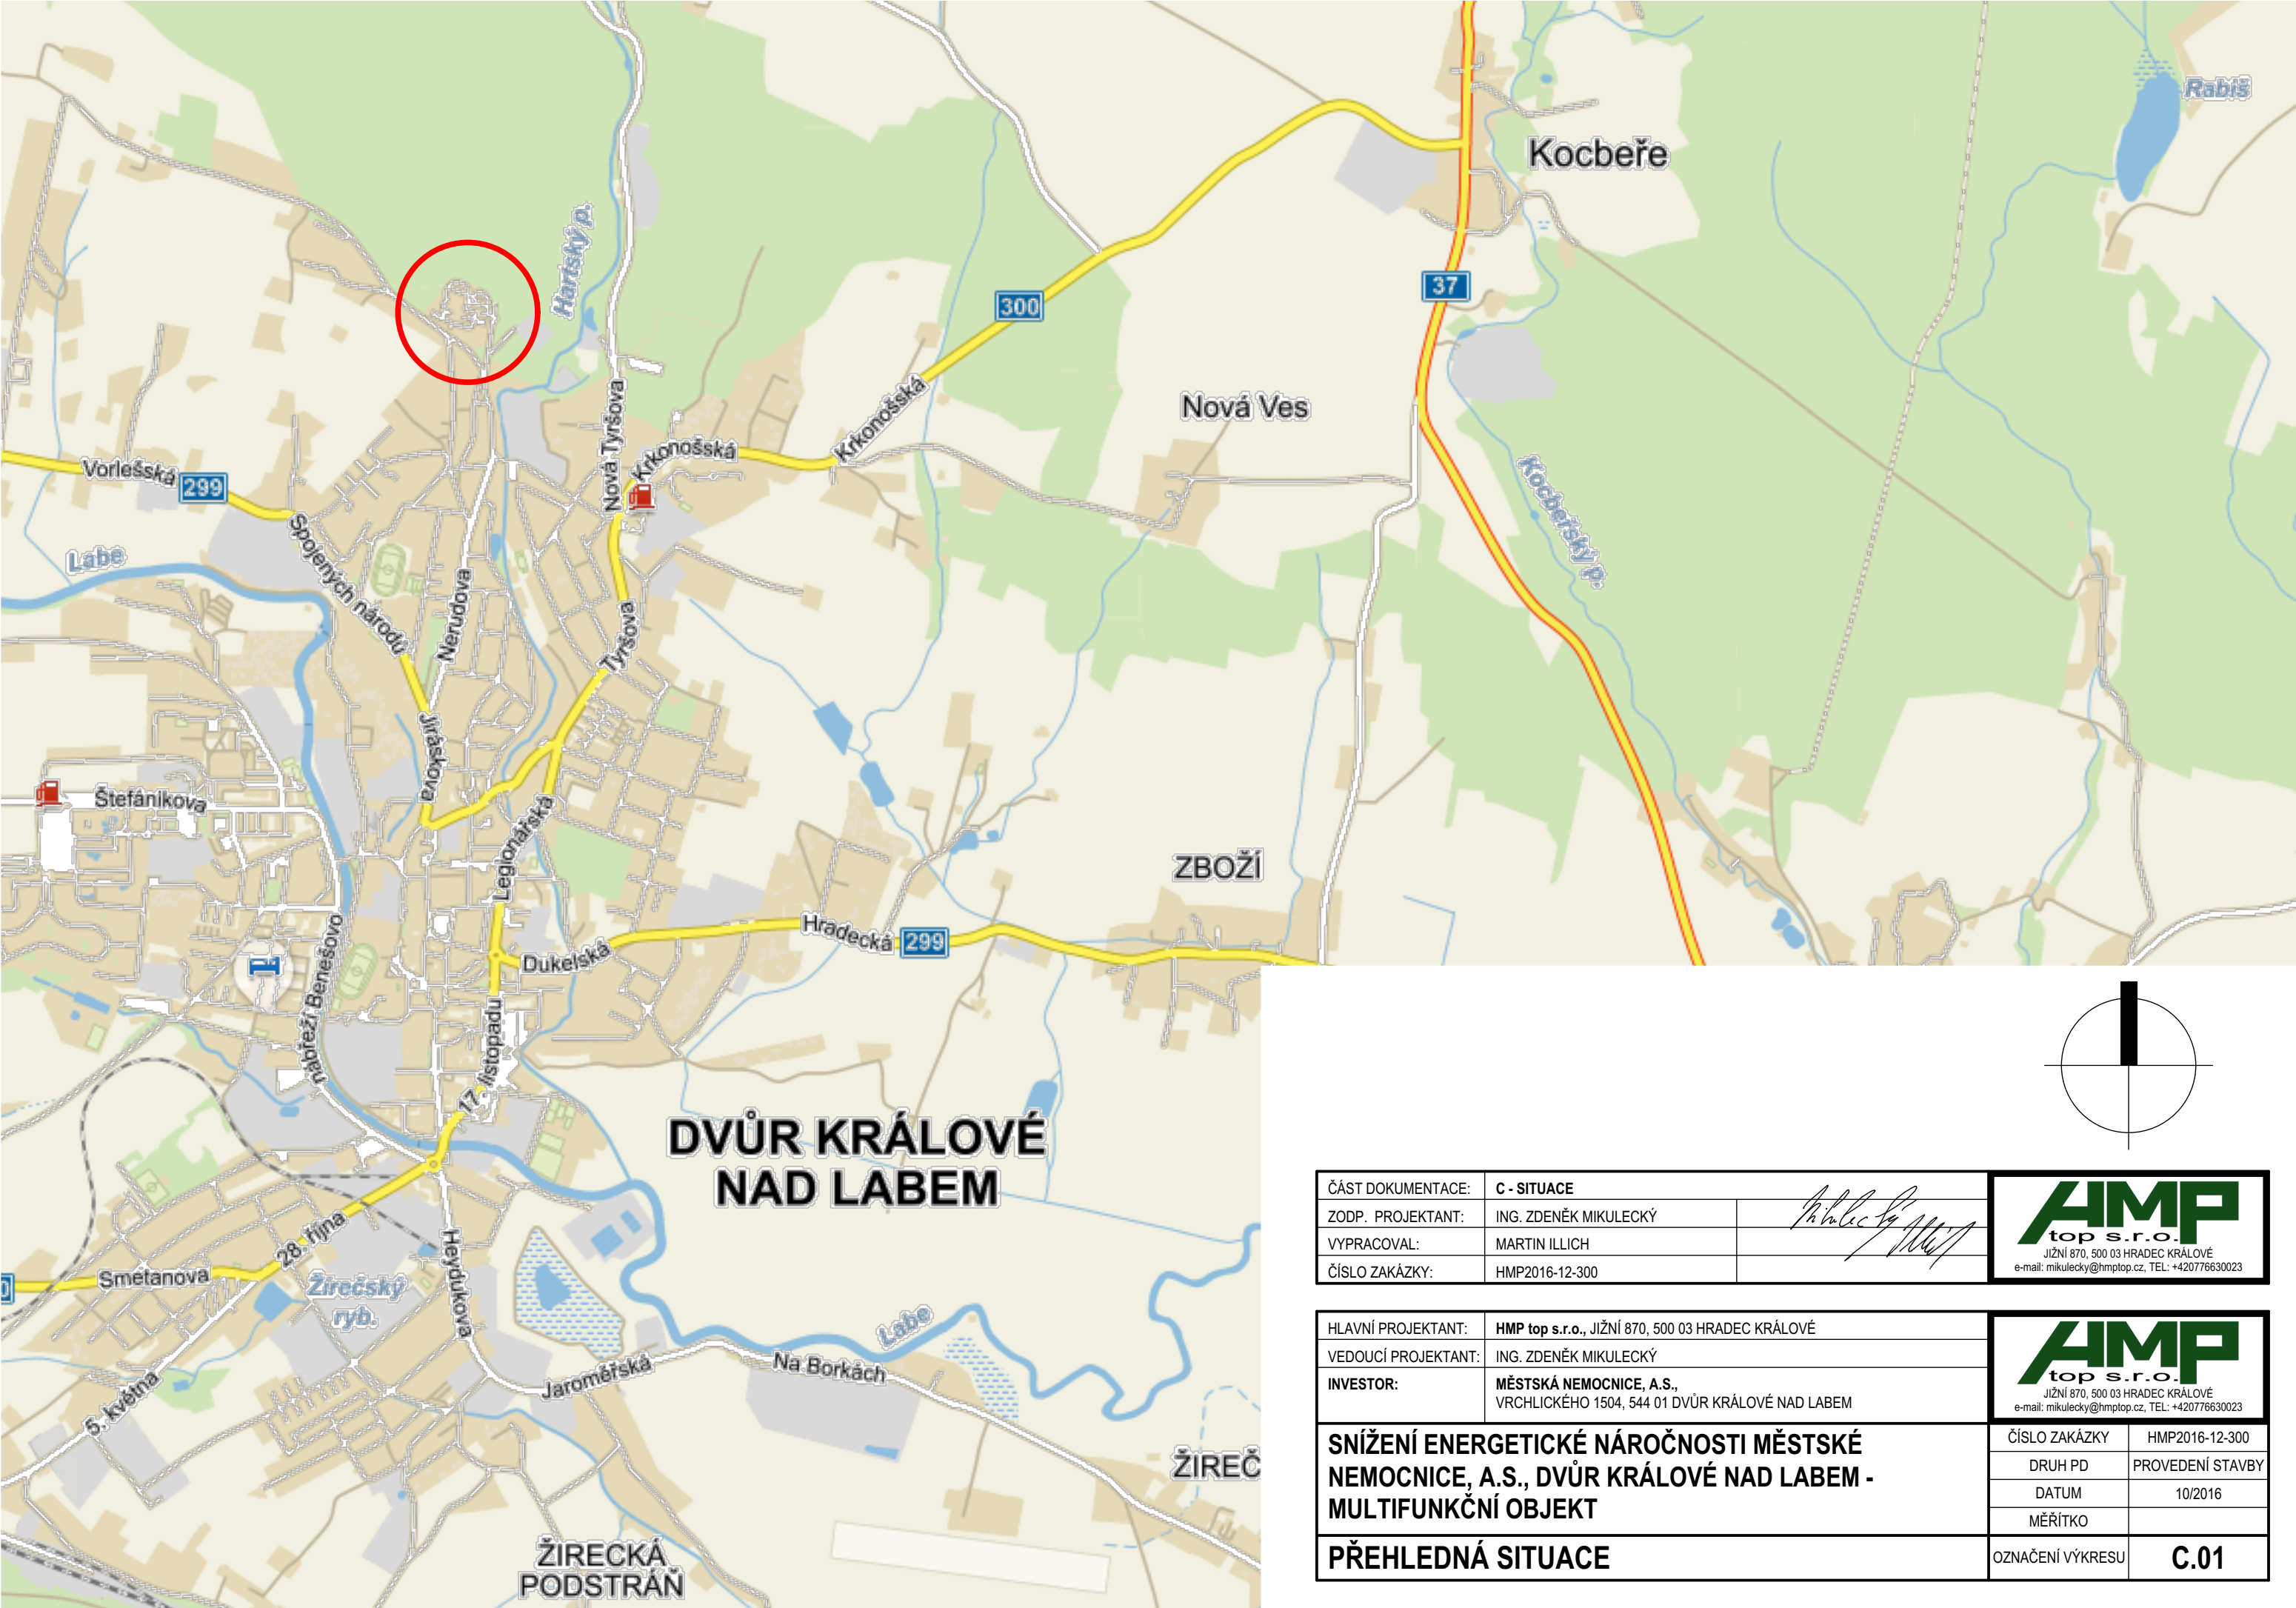 Rabiš
Kocbeře
Hartský p.
300
37
Nová Ves
Nová Tyršova
Krkonošská
Krkonošská
Vorlešská
299
Spojených národů
Kocbeřský p.
Labe
Nerudova
Tyršova
Jiráskova
Štefánikova
Legionářská
ZBOŽÍ
Hradecká
299
Dukelská
nábřeží Benešovo
17. listopadu
DVŮR KRÁLOVÉ
NAD LABEM
28. října
Smetanova
Heydukova
Žirečský
ryb.
Labe
Jaroměřská
Na Borkách
5. května
ŽIREČ
ŽIRECKÁ
PODSTRÁŇ
ČÁST DOKUMENTACE: C - SITUACE
ZODP. PROJEKTANT: ING. ZDENĚK MIKULECKÝ
VYPRACOVAL: MARTIN ILLICH
ČÍSLO ZAKÁZKY: HMP2016-12-300
HMP
top s.r.o.
JIŽNÍ 870, 500 03 HRADEC KRÁLOVÉ
e-mail: mikulecky@hmptop.cz, TEL: +420776630023
HLAVNÍ PROJEKTANT: HMP top s.r.o., JIŽNÍ 870, 500 03 HRADEC KRÁLOVÉ
VEDOUCÍ PROJEKTANT: ING. ZDENĚK MIKULECKÝ
INVESTOR: MĚSTSKÁ NEMOCNICE, A.S.,
VRCHLICKÉHO 1504, 544 01 DVŮR KRÁLOVÉ NAD LABEM
HMP
top s.r.o.
JIŽNÍ 870, 500 03 HRADEC KRÁLOVÉ
e-mail: mikulecky@hmptop.cz, TEL: +420776630023
SNÍŽENÍ ENERGETICKÉ NÁROČNOSTI MĚSTSKÉ
NEMOCNICE, A.S., DVŮR KRÁLOVÉ NAD LABEM -
MULTIFUNKČNÍ OBJEKT
ČÍSLO ZAKÁZKY HMP2016-12-300
DRUH PD PROVEDENÍ STAVBY
DATUM 10/2016
MĚŘÍTKO
PŘEHLEDNÁ SITUACE
OZNAČENÍ VÝKRESU C.01